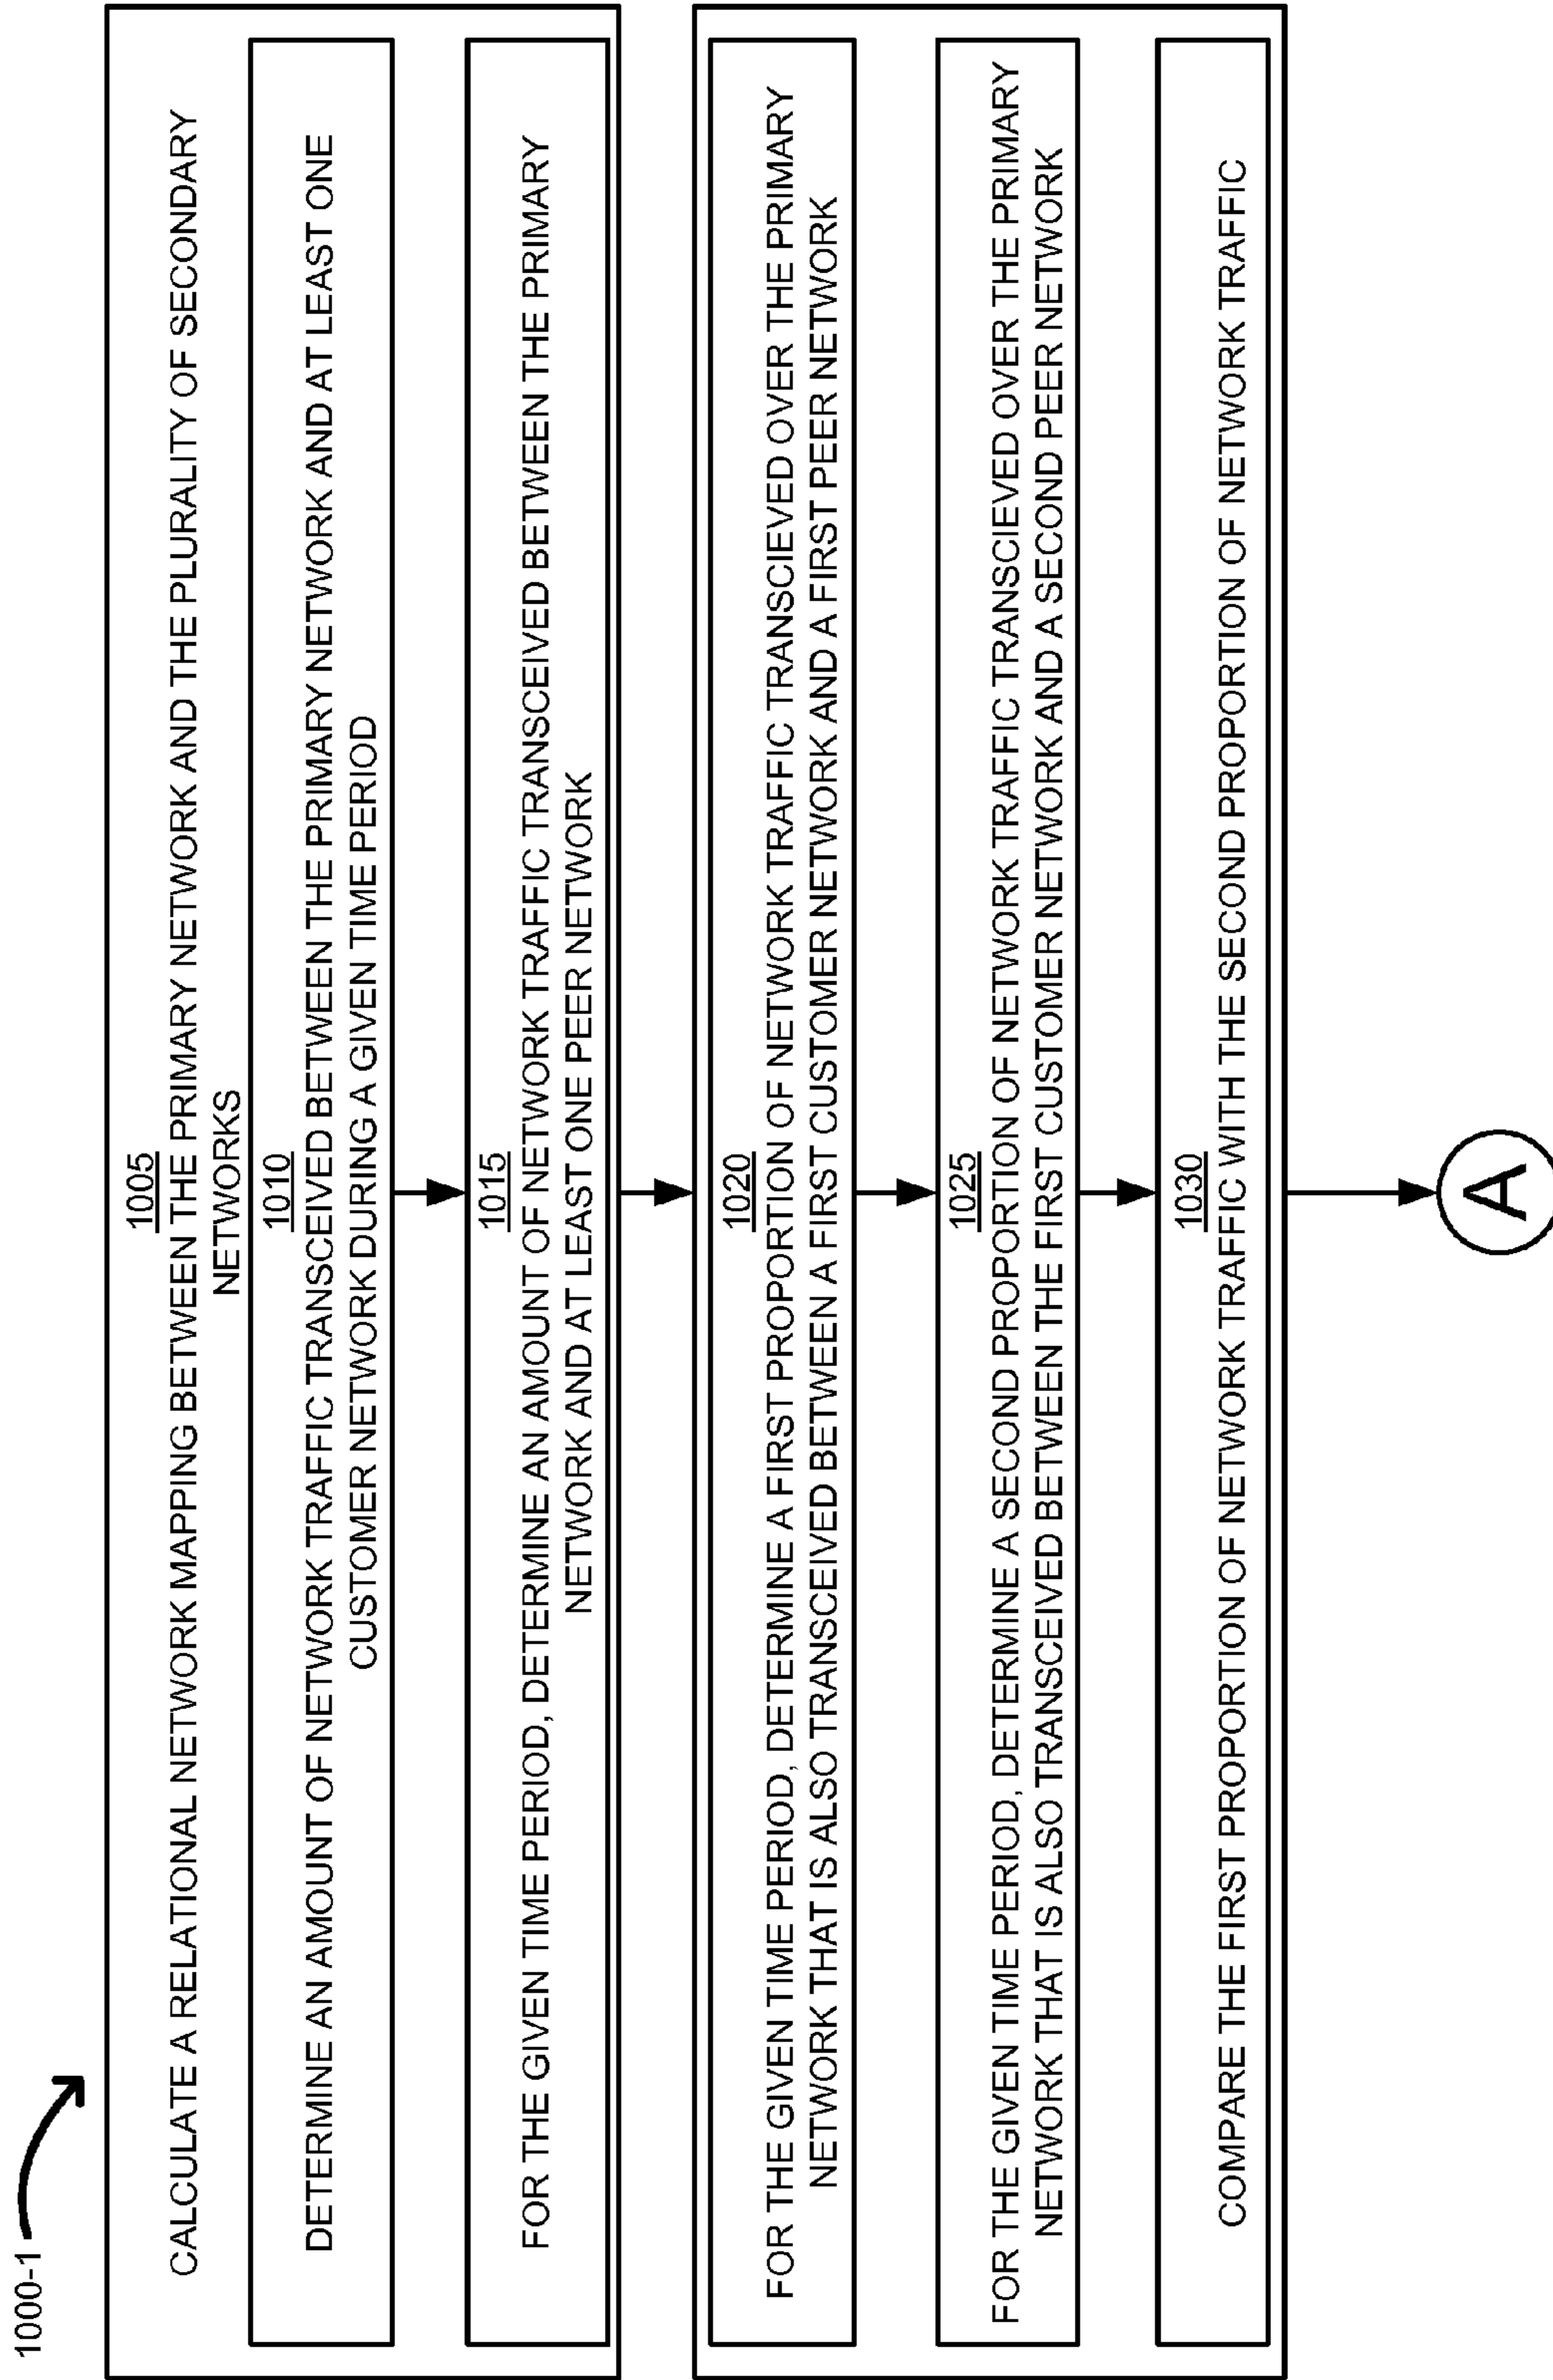 1000-1
1005
CALCULATE A RELATIONAL NETWORK MAPPING BETWEEN THE PRIMARY NETWORK AND THE PLURALITY OF SECONDARY
NETWORKS
1010
DETERMINE AN AMOUNT OF NETWORK TRAFFIC TRANSCEIVED BETWEEN THE PRIMARY NETWORK AND AT LEAST ONE
CUSTOMER NETWORK DURING A GIVEN TIME PERIOD
1015
FOR THE GIVEN TIME PERIOD, DETERMINE AN AMOUNT OF NETWORK TRAFFIC TRANSCEIVED BETWEEN THE PRIMARY
NETWORK AND AT LEAST ONE PEER NETWORK
1020
FOR THE GIVEN TIME PERIOD, DETERMINE A FIRST PROPORTION OF NETWORK TRAFFIC TRANSCIEVED OVER THE PRIMARY
NETWORK THAT IS ALSO TRANSCEIVED BETWEEN A FIRST CUSTOMER NETWORK AND A FIRST PEER NETWORK
1025
FOR THE GIVEN TIME PERIOD, DETERMINE A SECOND PROPORTION OF NETWORK TRAFFIC TRANSCIEVED OVER THE PRIMARY
NETWORK THAT IS ALSO TRANSCEIVED BETWEEN THE FIRST CUSTOMER NETWORK AND A SECOND PEER NETWORK
1030
COMPARE THE FIRST PROPORTION OF NETWORK TRAFFIC WITH THE SECOND PROPORTION OF NETWORK TRAFFIC
A